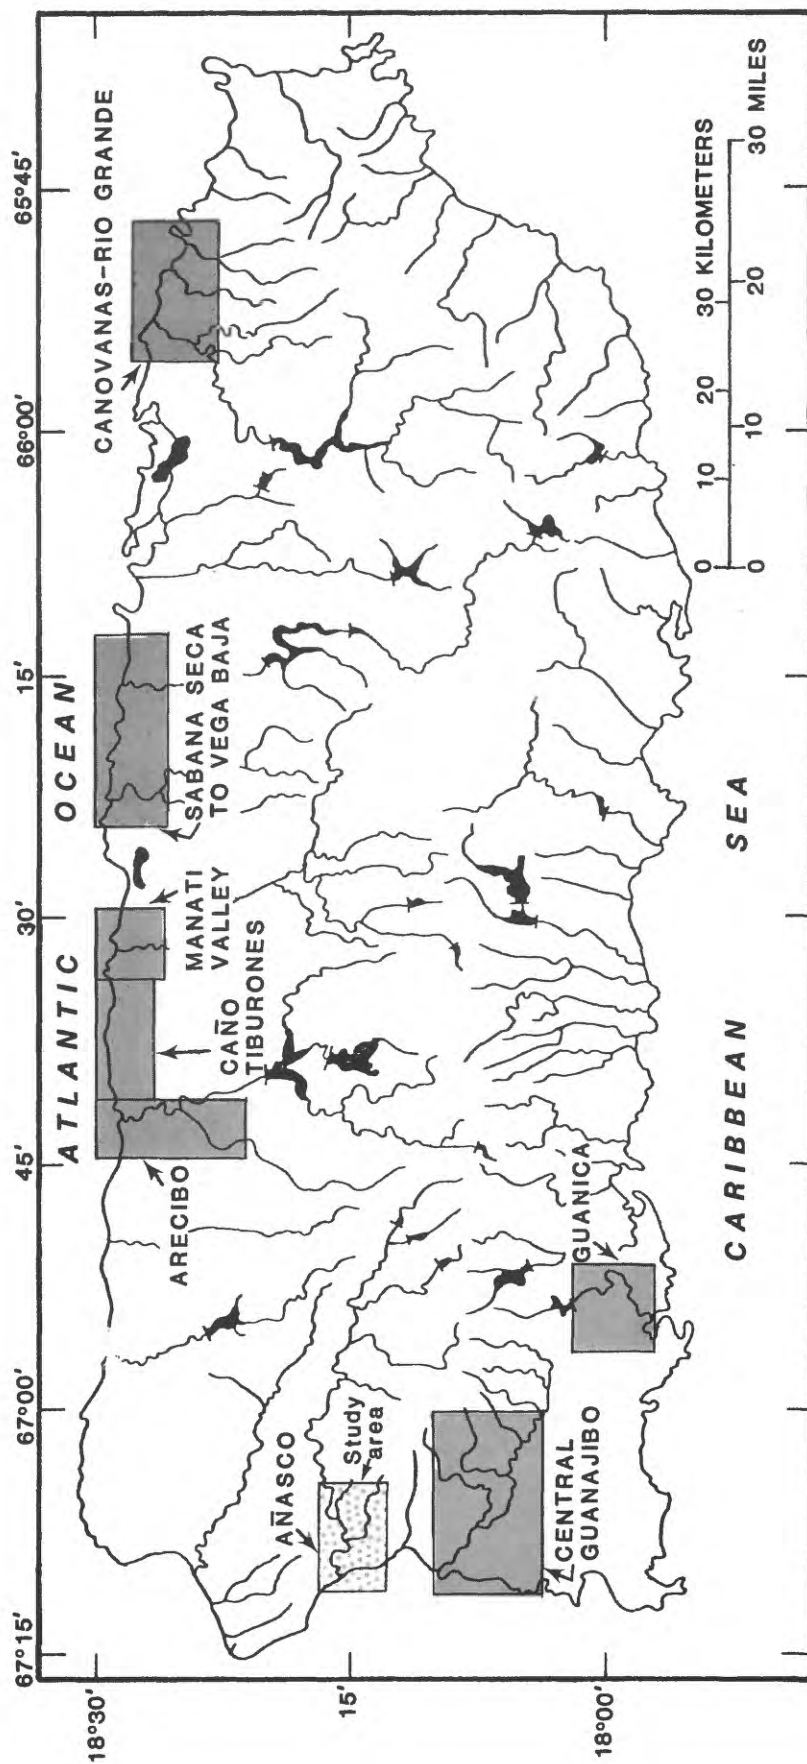 67°15′
67°00′
45′
30′
15′
66°00′
65°45′
18°30′
15′
18°00′
ATLANTIC OCEAN
CANOVANAS-RIO GRANDE
SABANA SECA
TO VEGA BAJA
MANATI
VALLEY
CAÑO
TIBURONES
ARECIBO
AÑASCO
Study
area
CENTRAL
GUANAJIBO
GUANICA
CARIBBEAN SEA
0 10 20 30 KILOMETERS
0 10 20 30 MILES